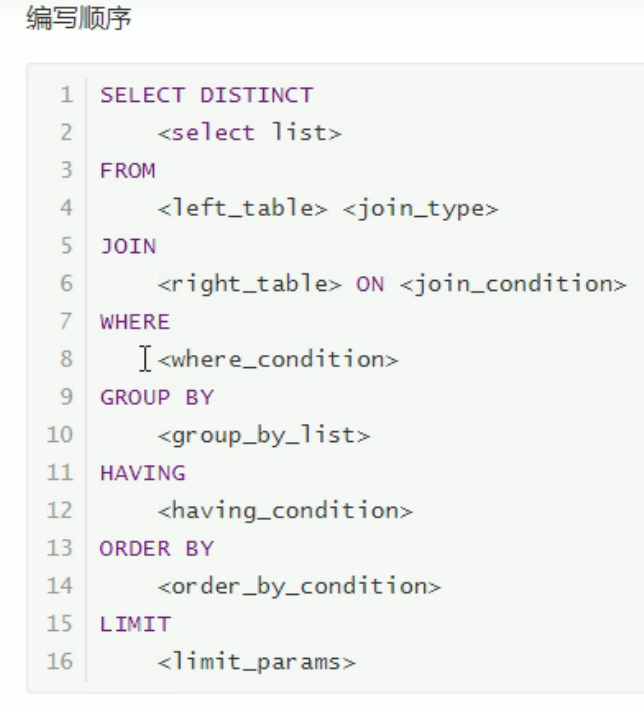 编写顺序
1 SELECT DISTINCT
2 <select list>
3 FROM
4 <left_table> <join_type>
5 JOIN
6 <right_table> ON <join_condition>
7 WHERE
8 <where_condition>
9 GROUP BY
10 <group_by_list>
11 HAVING
12 <having_condition>
13 ORDER BY
14 <order_by_condition>
15 LIMIT
16 <limit_params>